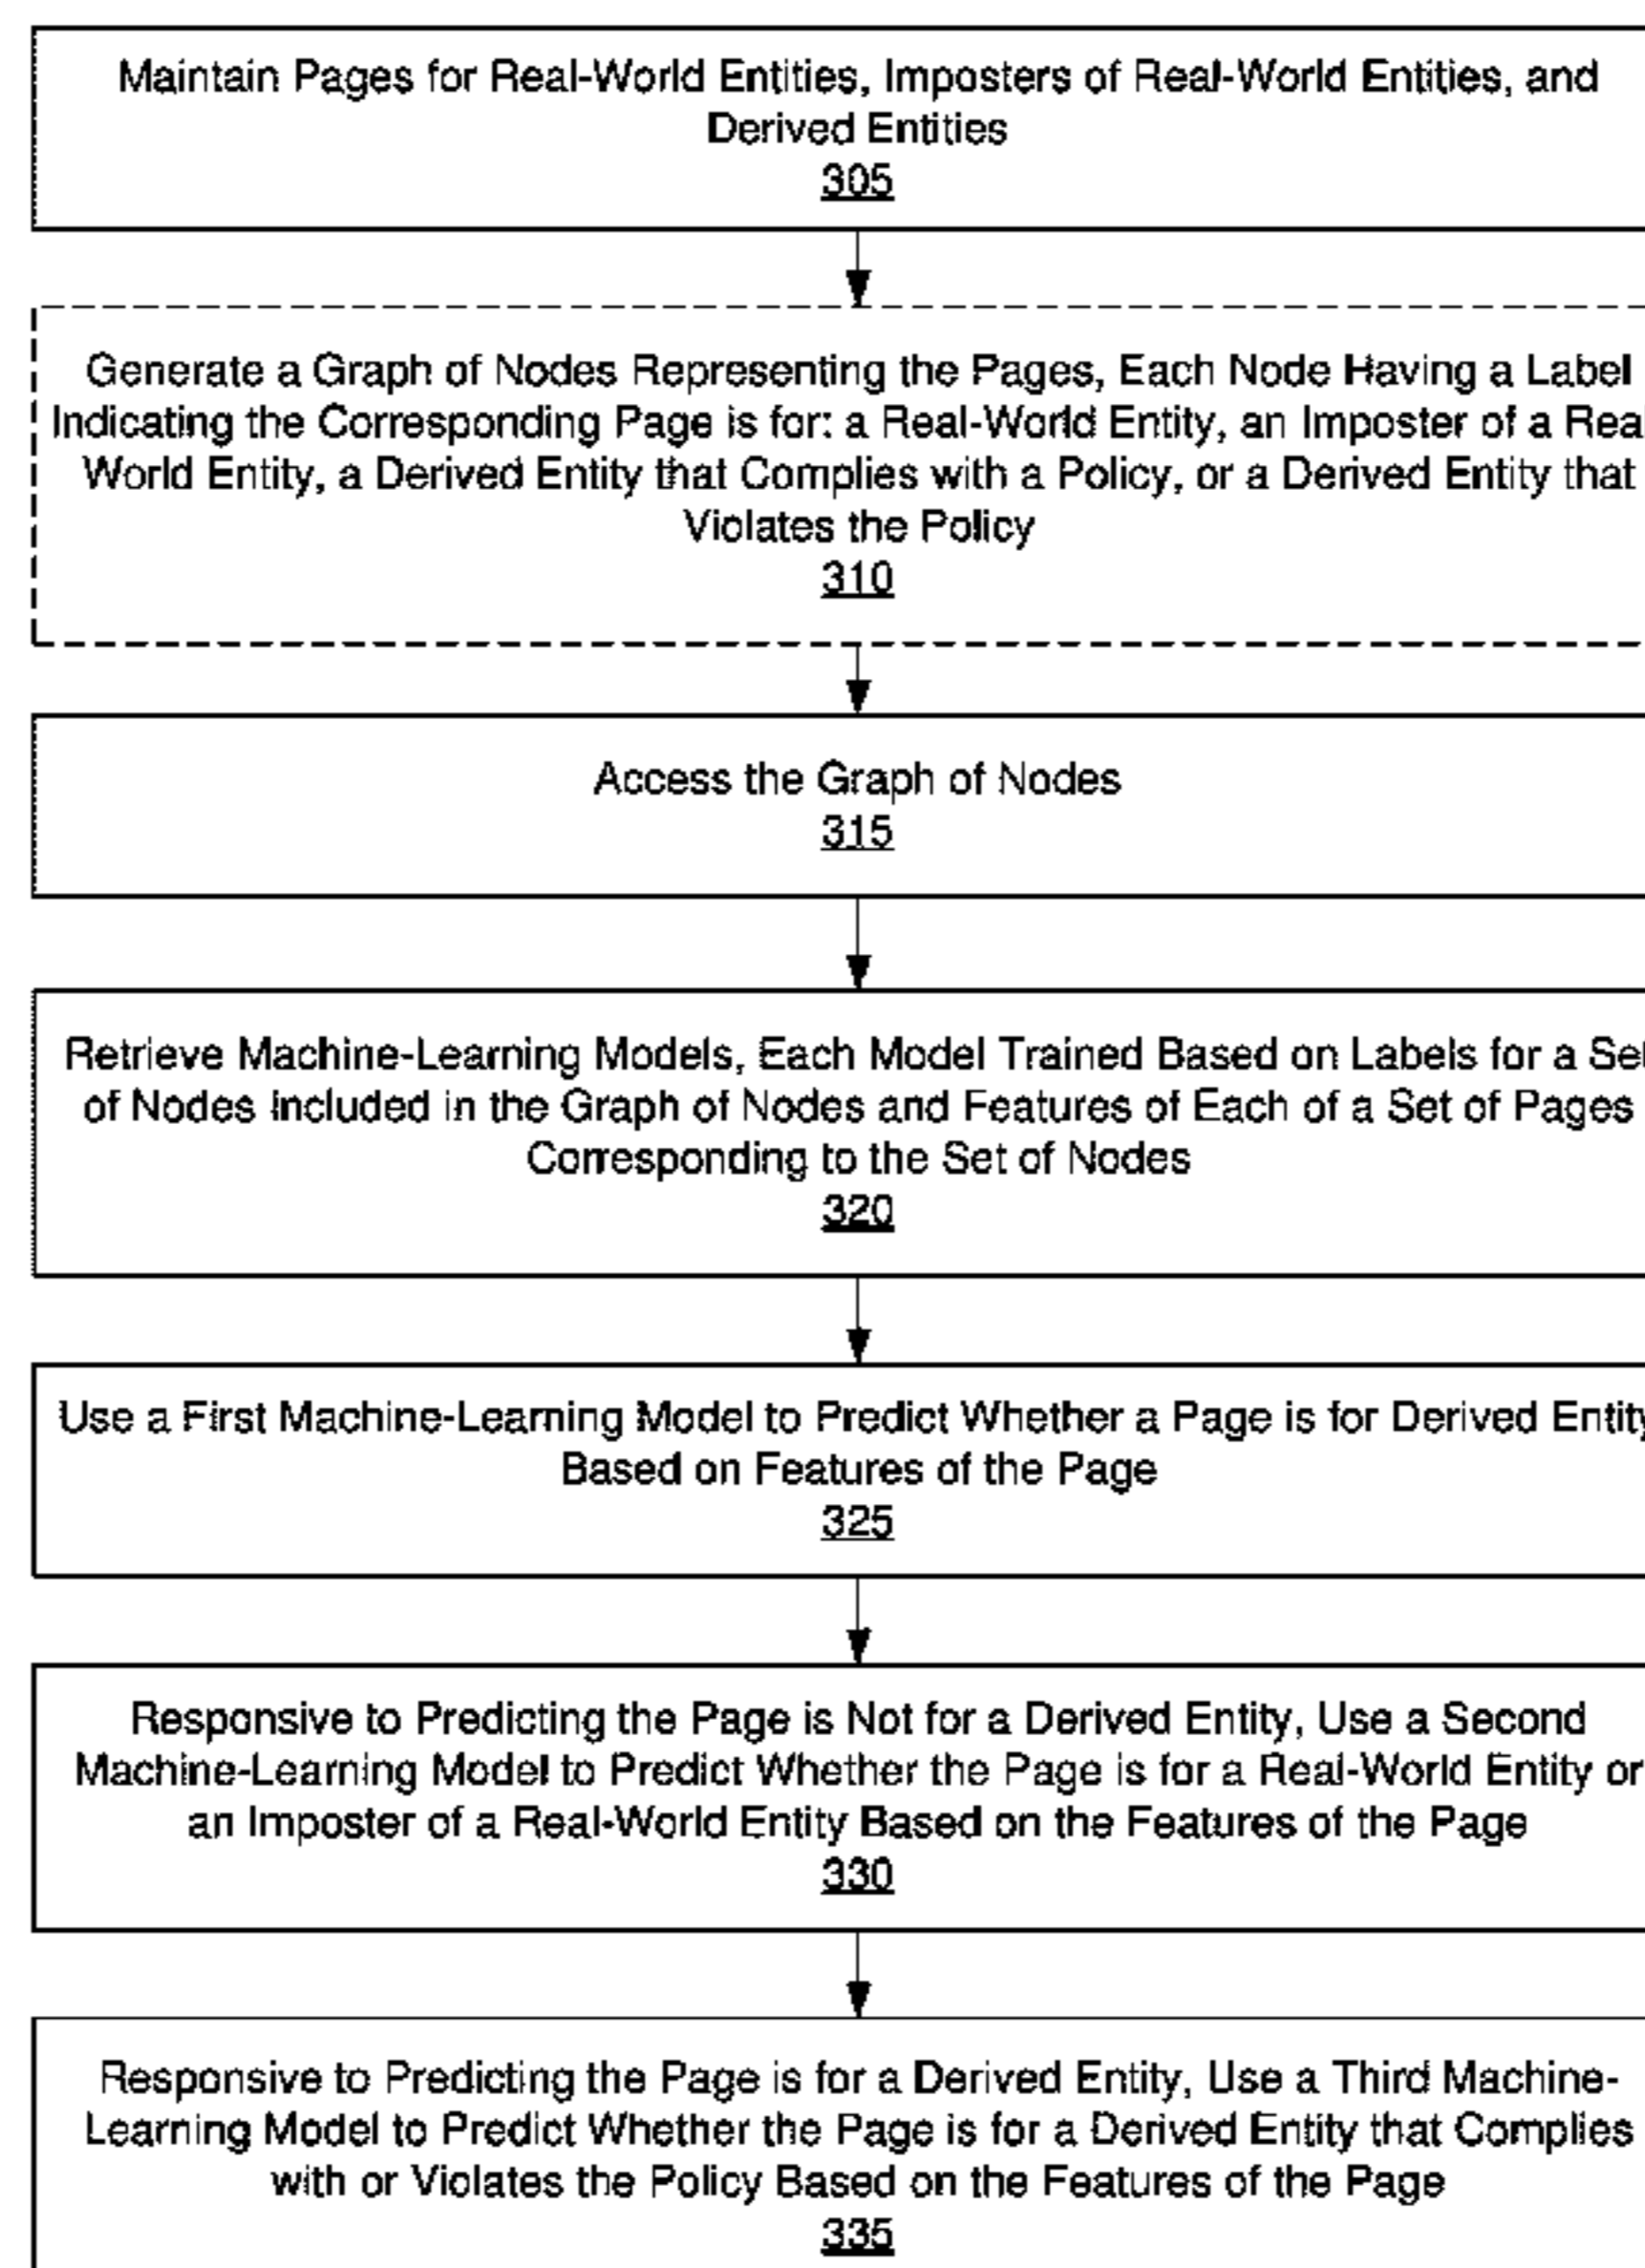 Maintain Pages for Real-World Entities, Imposters of Real-World Entities, and
Derived Entities
305
Generate a Graph of Nodes Representing the Pages, Each Node Having a Label
Indicating the Corresponding Page is for: a Real-World Entity, an Imposter of a Real
World Entity, a Derived Entity that Complies with a Policy, or a Derived Entity that
Violates the Policy
310
Access the Graph of Nodes
315
Retrieve Machine-Learning Models, Each Model Trained Based on Labels for a Set
of Nodes Included in the Graph of Nodes and Features of Each of a Set of Pages
Corresponding to the Set of Nodes
320
Use a First Machine-Learning Model to Predict Whether a Page is for Derived Entity
Based on Features of the Page
325
Responsive to Predicting the Page is Not for a Derived Entity, Use a Second
Machine-Learning Model to Predict Whether the Page is for a Real-World Entity or
an Imposter of a Real-World Entity Based on the Features of the Page
330
Responsive to Predicting the Page is for a Derived Entity, Use a Third Machine-
Learning Model to Predict Whether the Page is for a Derived Entity that Complies
with or Violates the Policy Based on the Features of the Page
335